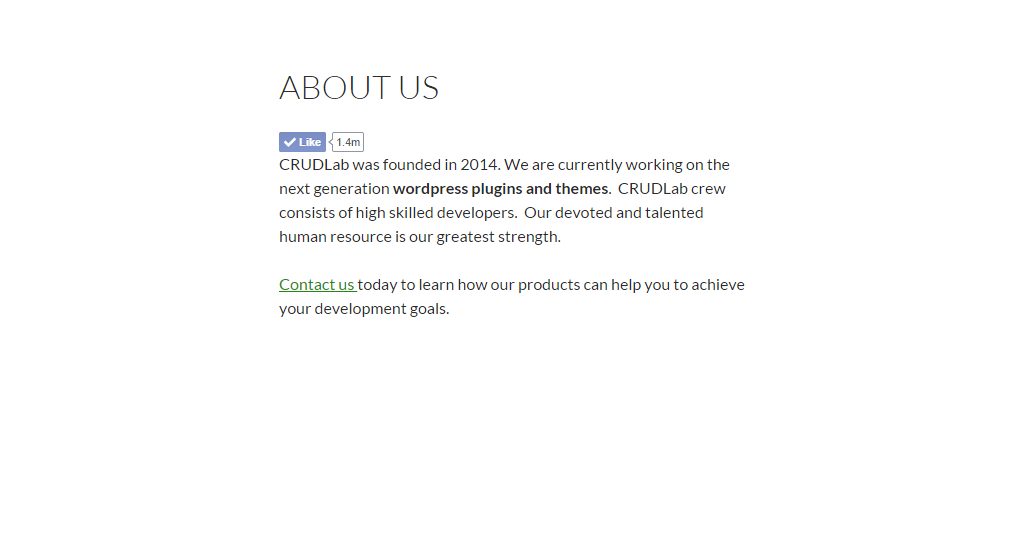 ABOUT US
Like 1.4m
CRUDLab was founded in 2014. We are currently working on the
next generation wordpress plugins and themes.  CRUDLab crew
consists of high skilled developers.  Our devoted and talented
human resource is our greatest strength.
Contact us today to learn how our products can help you to achieve
your development goals.